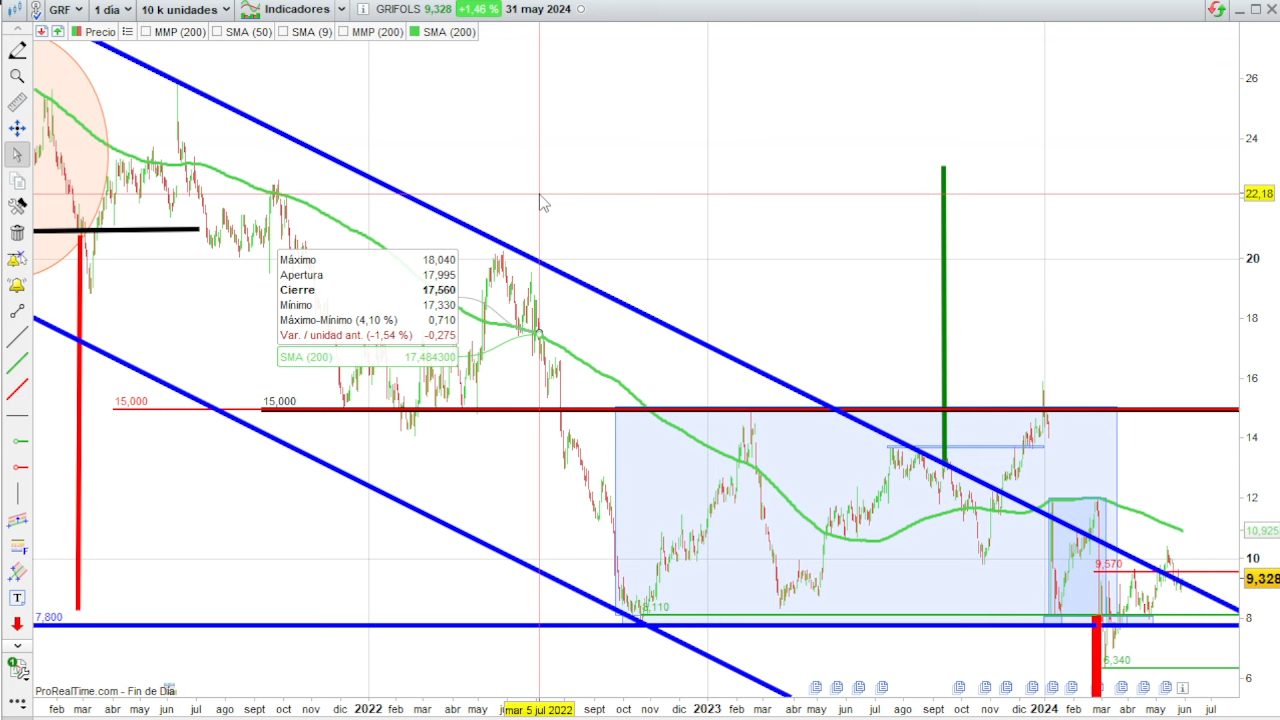 GRF 1 día 10 k unidades Indicadores GRIFOLS 9,328 +1,46 % 31 may 2024
Precio MMP (200) SMA (50) SMA (9) MMP (200) SMA (200)
26
24
22,18
20
18
16
14
12
10,925
10
9,328
8
6
Máximo 18,040
Apertura 17,995
Cierre 17,560
Mínimo 17,330
Máximo-Mínimo (4,10 %) 0,710
Var. / unidad ant. (-1,54 %) -0,275
SMA (200) 17,484300
15,000
15,000
9,570
8,110
7,800
6,340
ProRealTime.com - Fin de Día
feb mar abr may jun jul ago sept oct nov dic 2022 feb mar abr may mar 5 jul 2022 sept oct nov dic 2023 feb mar abr may jun jul ago sept oct nov dic 2024 feb mar abr may jun jul